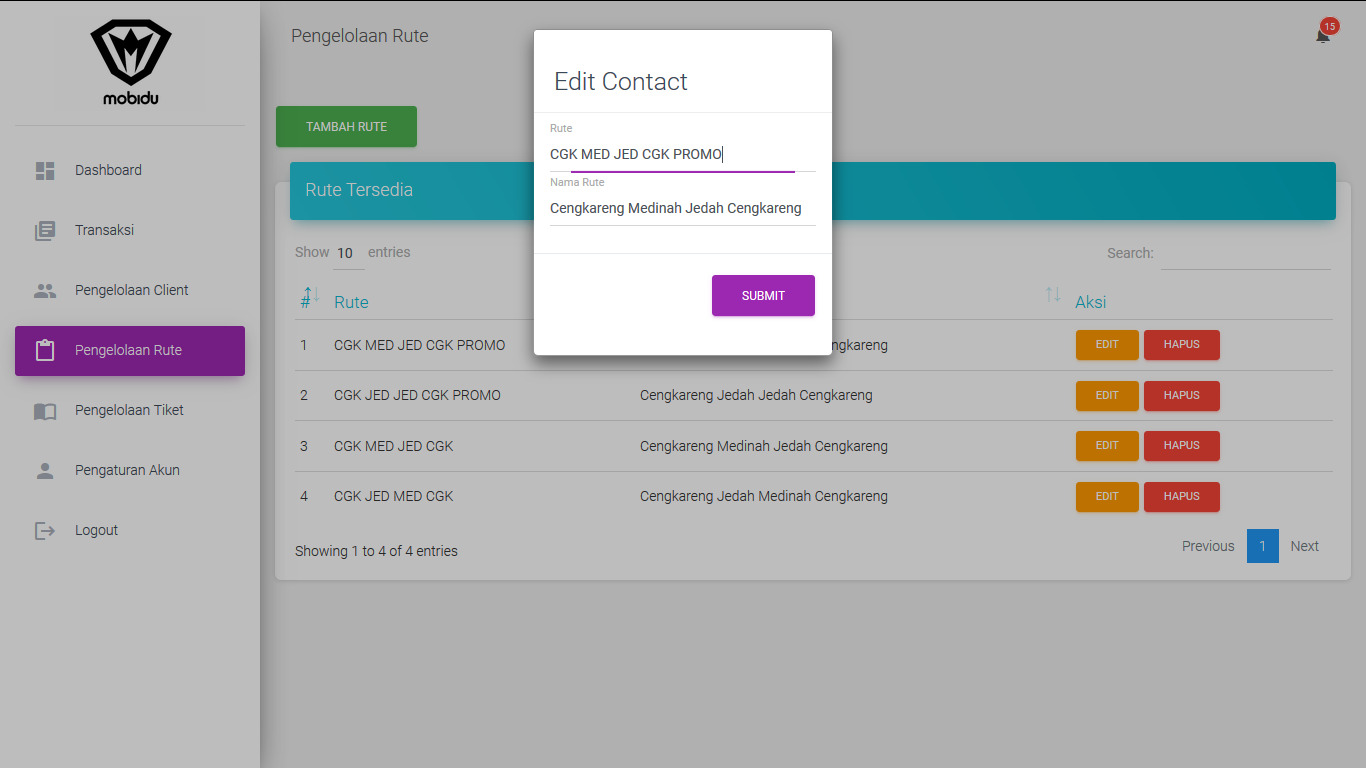 mobidu
Dashboard
Transaksi
Pengelolaan Client
Pengelolaan Rute
Pengelolaan Tiket
Pengaturan Akun
Logout
Pengelolaan Rute
15
TAMBAH RUTE
Rute Tersedia
Show 10 entries
Search:
# Rute Aksi
1 CGK MED JED CGK PROMO ngkareng EDIT HAPUS
2 CGK JED JED CGK PROMO Cengkareng Jedah Jedah Cengkareng EDIT HAPUS
3 CGK MED JED CGK Cengkareng Medinah Jedah Cengkareng EDIT HAPUS
4 CGK JED MED CGK Cengkareng Jedah Medinah Cengkareng EDIT HAPUS
Showing 1 to 4 of 4 entries
Previous 1 Next
Edit Contact
Rute
CGK MED JED CGK PROMO
Nama Rute
Cengkareng Medinah Jedah Cengkareng
SUBMIT